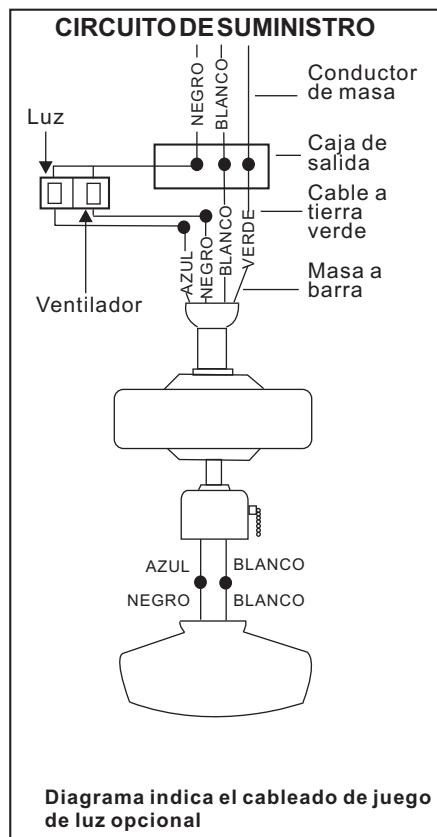 CIRCUITO DE SUMINISTRO
NEGRO
BLANCO
Conductor
de masa
Luz
Caja de
salida
Cable a
tierra
verde
AZUL
NEGRO
BLANCO
VERDE
Masa a
barra
Ventilador
AZUL
BLANCO
NEGRO
BLANCO
Diagrama indica el cableado de juego
de luz opcional